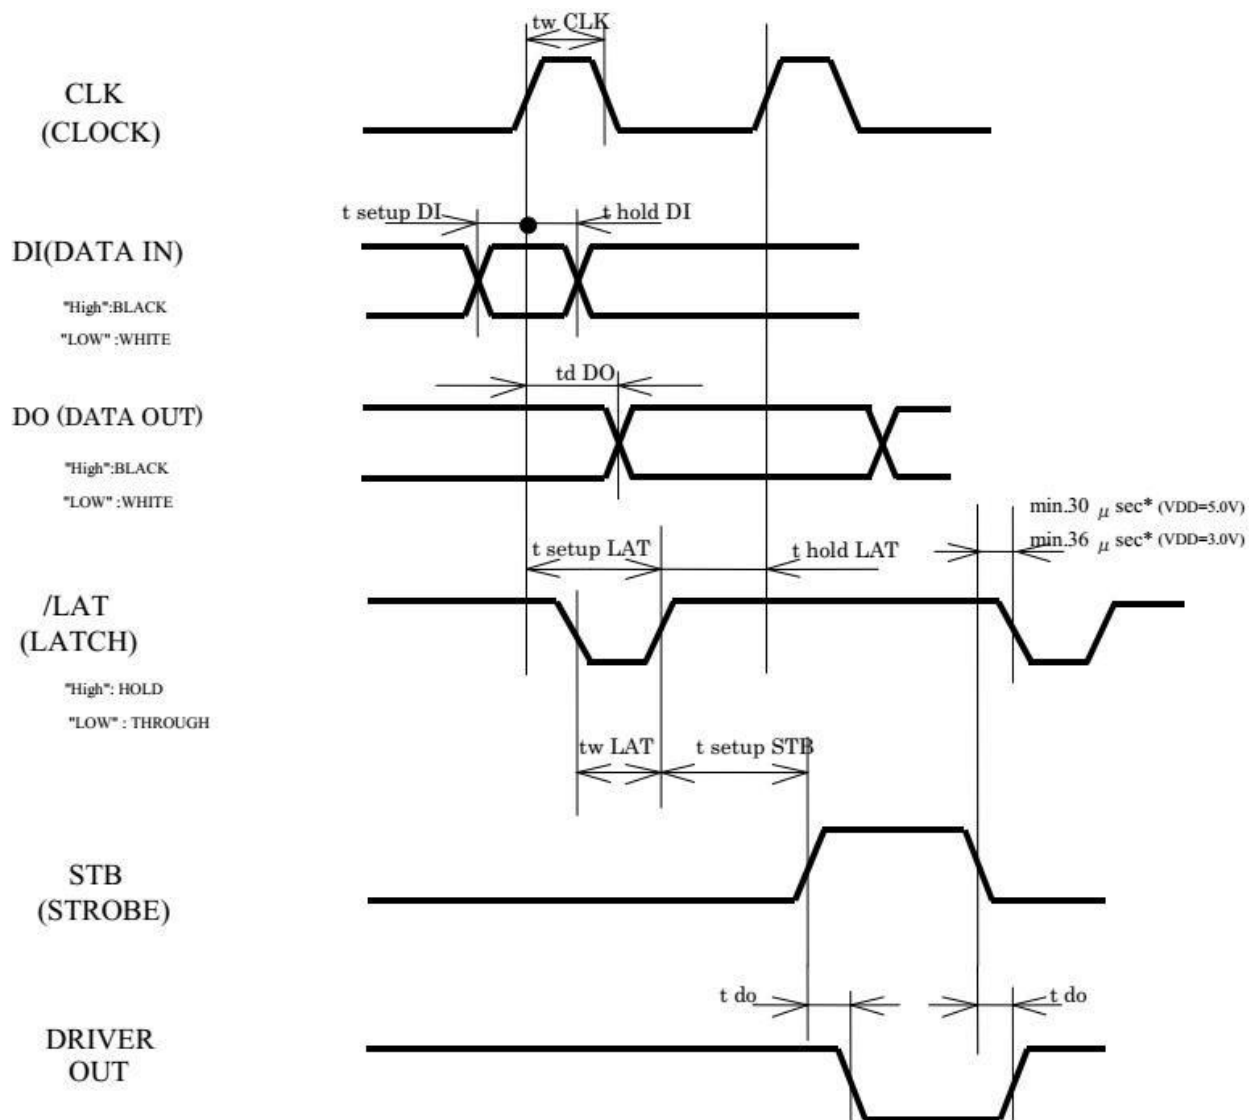 tw CLK
CLK
(CLOCK)
t setup DI
t hold DI
DI(DATA IN)
"High":BLACK
"LOW" :WHITE
td DO
DO (DATA OUT)
"High":BLACK
"LOW" :WHITE
min.30 μ sec* (VDD=5.0V)
min.36 μ sec* (VDD=3.0V)
t setup LAT
t hold LAT
/LAT
(LATCH)
"High": HOLD
"LOW" : THROUGH
tw LAT
t setup STB
STB
(STROBE)
t do
t do
DRIVER
OUT